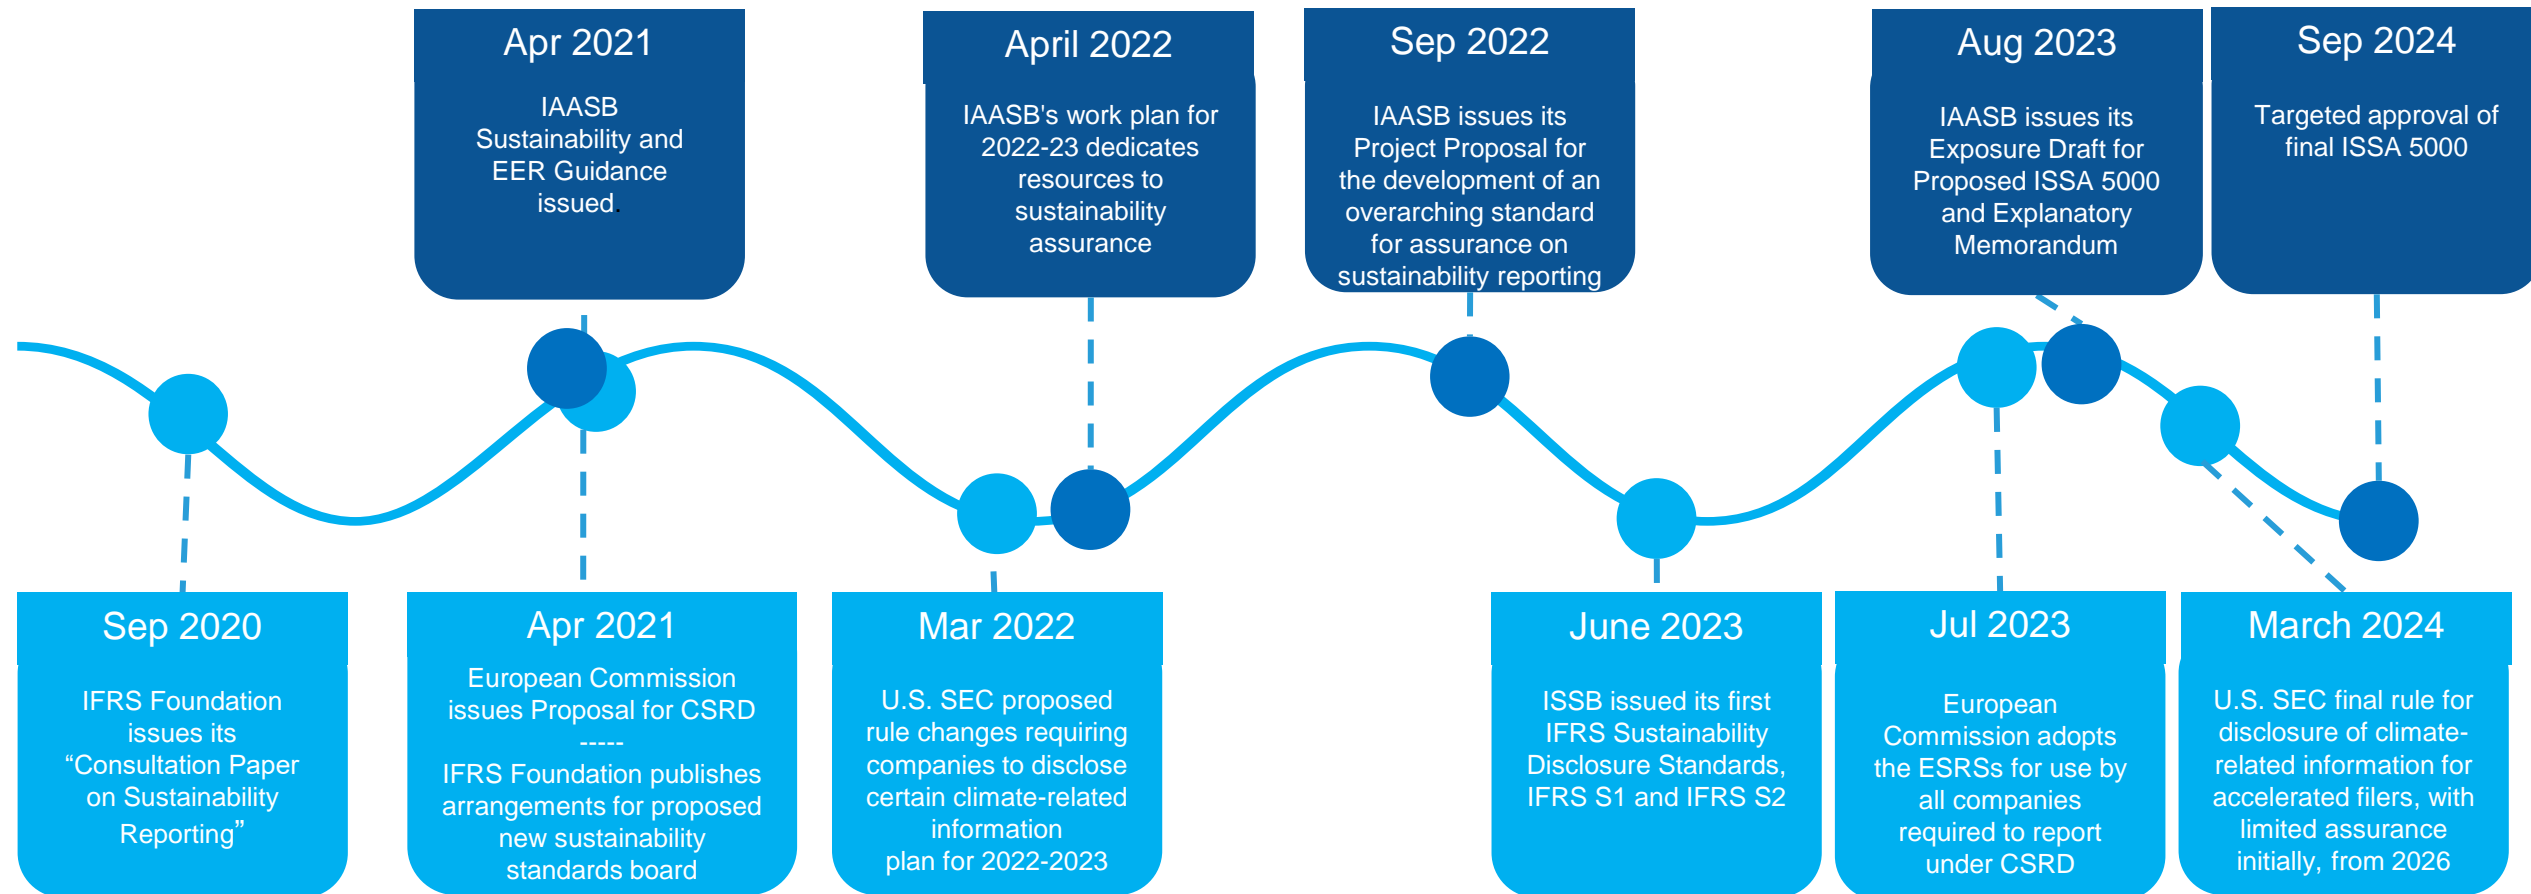 Apr 2021
IAASB
Sustainability and
EER Guidance
issued.
April 2022
IAASB's work plan for
2022-23 dedicates
resources to
sustainability
assurance
Sep 2022
IAASB issues its
Project Proposal for
the development of an
overarching standard
for assurance on
sustainability reporting
Aug 2023
IAASB issues its
Exposure Draft for
Proposed ISSA 5000
and Explanatory
Memorandum
Sep 2024
Targeted approval of
final ISSA 5000
Sep 2020
IFRS Foundation
issues its
“Consultation Paper
on Sustainability
Reporting”
Apr 2021
European Commission
issues Proposal for CSRD
-----
IFRS Foundation publishes
arrangements for proposed
new sustainability
standards board
Mar 2022
U.S. SEC proposed
rule changes requiring
companies to disclose
certain climate-related
information
plan for 2022-2023
June 2023
ISSB issued its first
IFRS Sustainability
Disclosure Standards,
IFRS S1 and IFRS S2
Jul 2023
European
Commission adopts
the ESRSs for use by
all companies
required to report
under CSRD
March 2024
U.S. SEC final rule for
disclosure of climate-
related information for
accelerated filers, with
limited assurance
initially, from 2026